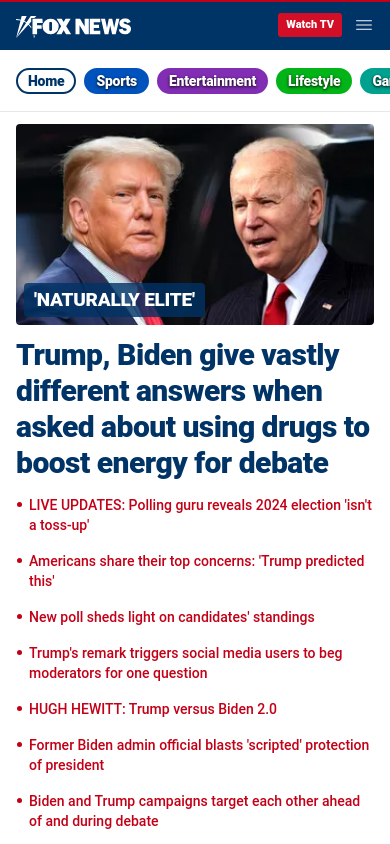 FOX NEWS
Watch TV
Home
Sports
Entertainment
Lifestyle
'NATURALLY ELITE'
Trump, Biden give vastly
different answers when
asked about using drugs to
boost energy for debate
LIVE UPDATES: Polling guru reveals 2024 election 'isn't
a toss-up'
Americans share their top concerns: 'Trump predicted
this'
New poll sheds light on candidates' standings
Trump's remark triggers social media users to beg
moderators for one question
HUGH HEWITT: Trump versus Biden 2.0
Former Biden admin official blasts 'scripted' protection
of president
Biden and Trump campaigns target each other ahead
of and during debate